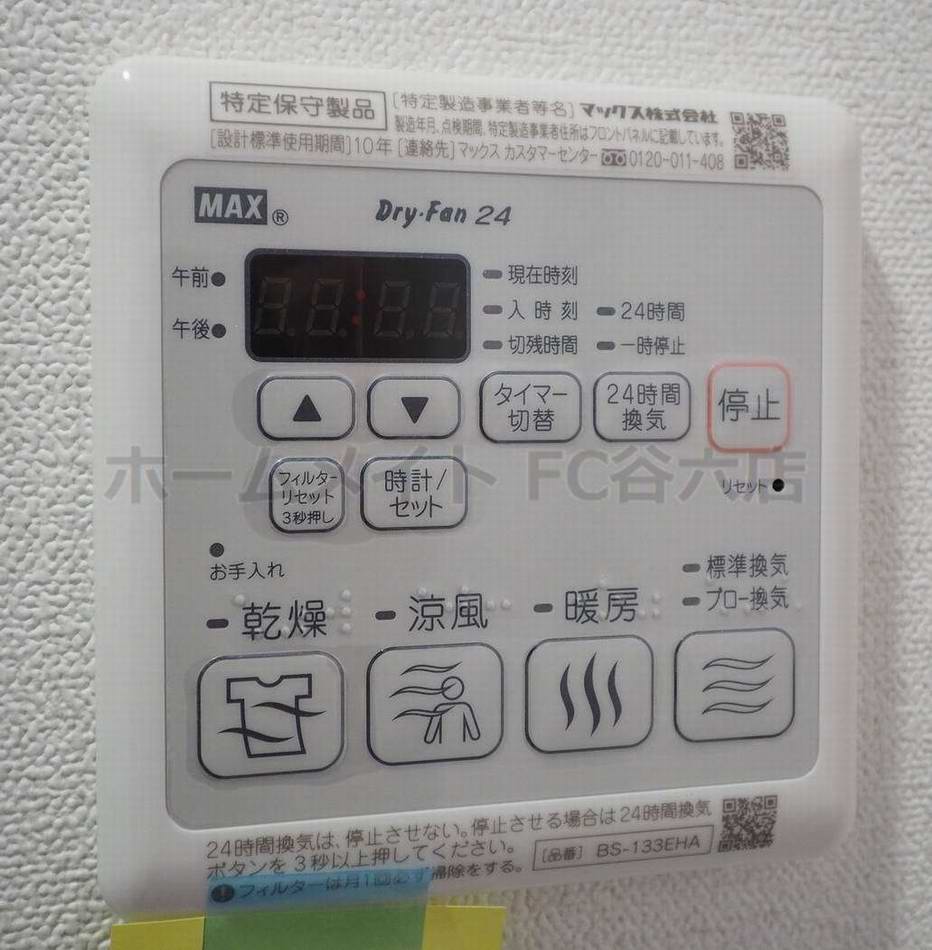 特定保守製品 [特定製造事業者等名] マックス株式会社
製造年月、点検期間、特定製造事業者住所はフロントパネルに記載しています。
[設計標準使用期間]10年 [連絡先] マックス カスタマーセンター 0120-011-408
MAX® Dry・Fan 24
午前
現在時刻
入時刻 24時間
午後
切残時間 一時停止
▲ ▼ タイマー切替 24時間換気 停止
ホームメイト FC谷六店
フィルターリセット3秒押し 時計/セット リセット
お手入れ
標準換気
ブロー換気
乾燥 涼風 暖房
24時間換気は、停止させない。停止させる場合は24時間換気
ボタンを3秒以上押してください。
[品番] BS-133EHA
フィルターは月1回必ず掃除をする。